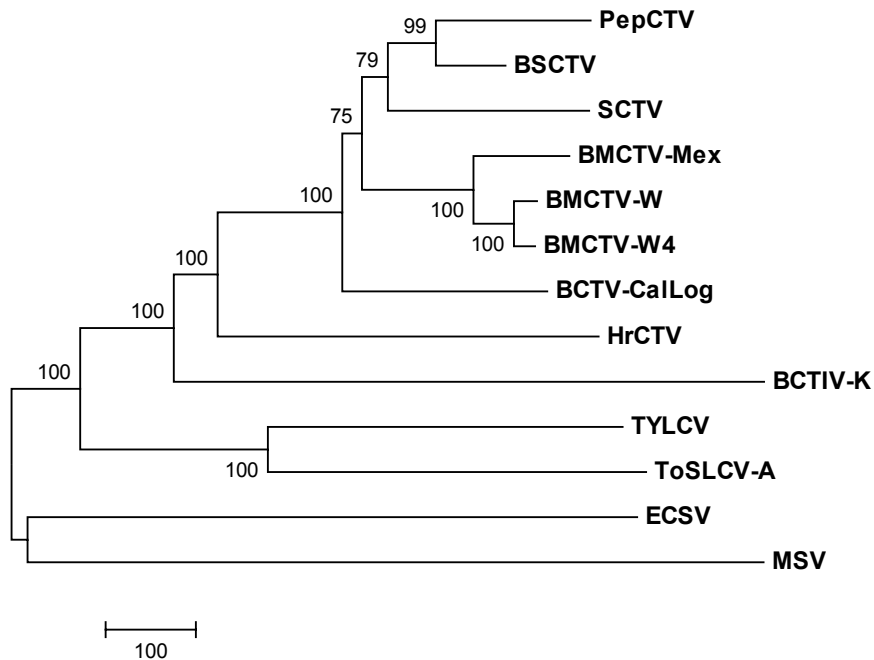 PepCTV
99
BSCTV
79
SCTV
75
BMCTV-Mex
BMCTV-W
100
100
BMCTV-W4
100
100
BCTV-CalLog
100
HrCTV
100
BCTIV-K
TYLCV
100
ToSLCV-A
ECSV
MSV
100